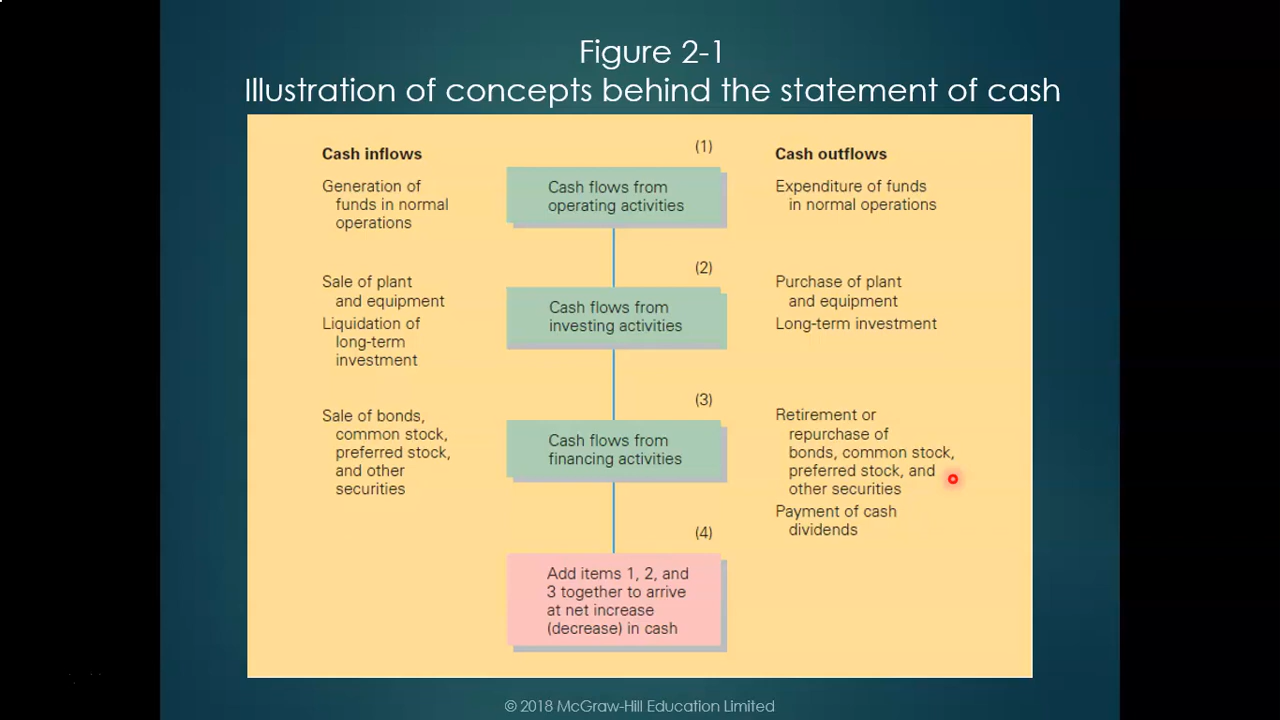 Figure 2-1
Illustration of concepts behind the statement of cash
Cash inflows
(1)
Cash outflows
Generation of
funds in normal
operations
Cash flows from
operating activities
Expenditure of funds
in normal operations
(2)
Sale of plant
and equipment
Liquidation of
long-term
investment
Cash flows from
investing activities
Purchase of plant
and equipment
Long-term investment
(3)
Sale of bonds,
common stock,
preferred stock,
and other
securities
Cash flows from
financing activities
Retirement or
repurchase of
bonds, common stock,
preferred stock, and
other securities
Payment of cash
dividends
(4)
Add items 1, 2, and
3 together to arrive
at net increase
(decrease) in cash
© 2018 McGraw-Hill Education Limited